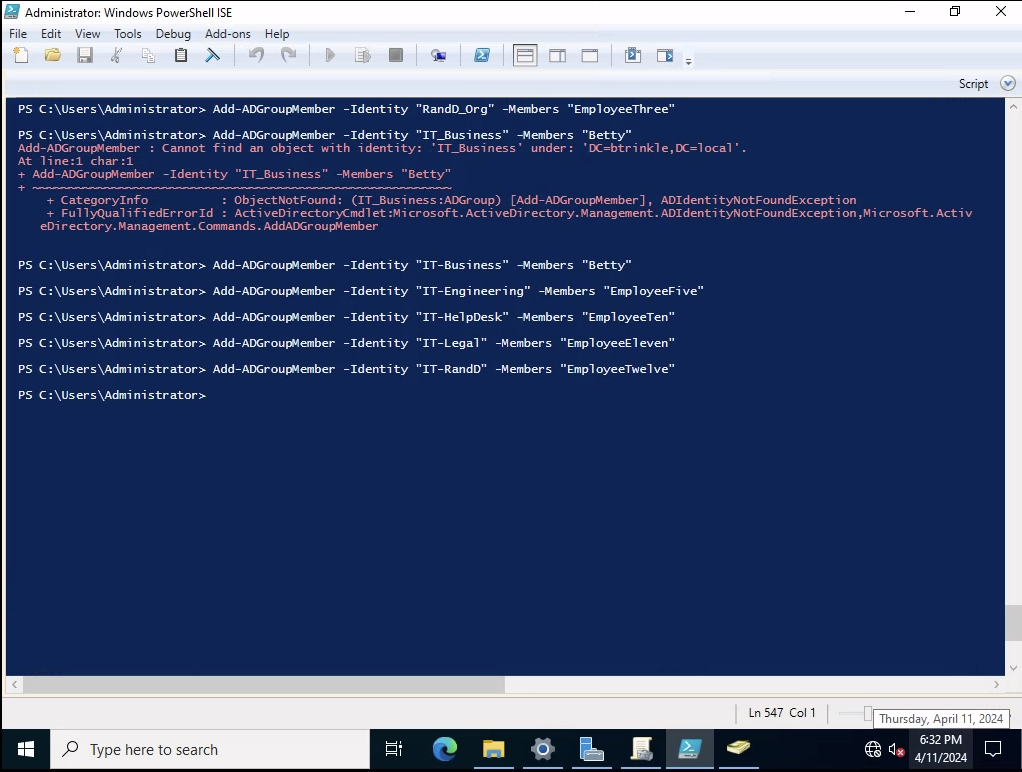 Administrator: Windows PowerShell ISE
File Edit View Tools Debug Add-ons Help
Script
PS C:\Users\Administrator> Add-ADGroupMember -Identity "RandD_Org" -Members "EmployeeThree"
PS C:\Users\Administrator> Add-ADGroupMember -Identity "IT_Business" -Members "Betty"
Add-ADGroupMember : Cannot find an object with identity: 'IT_Business' under: 'DC=btrinkle,DC=local'.
At line:1 char:1
+ Add-ADGroupMember -Identity "IT_Business" -Members "Betty"
+ ~~~~~~~~~~~~~~~~~~~~~~~~~~~~~~~~~~~~~~~~~~~~~~~~~~~~~~~~~~
+ CategoryInfo : ObjectNotFound: (IT_Business:ADGroup) [Add-ADGroupMember], ADIdentityNotFoundException
+ FullyQualifiedErrorId : ActiveDirectoryCmdlet:Microsoft.ActiveDirectory.Management.ADIdentityNotFoundException,Microsoft.Activ
eDirectory.Management.Commands.AddADGroupMember
PS C:\Users\Administrator> Add-ADGroupMember -Identity "IT-Business" -Members "Betty"
PS C:\Users\Administrator> Add-ADGroupMember -Identity "IT-Engineering" -Members "EmployeeFive"
PS C:\Users\Administrator> Add-ADGroupMember -Identity "IT-HelpDesk" -Members "EmployeeTen"
PS C:\Users\Administrator> Add-ADGroupMember -Identity "IT-Legal" -Members "EmployeeEleven"
PS C:\Users\Administrator> Add-ADGroupMember -Identity "IT-RandD" -Members "EmployeeTwelve"
PS C:\Users\Administrator>
Ln 547 Col 1
Thursday, April 11, 2024
Type here to search
6:32 PM
4/11/2024